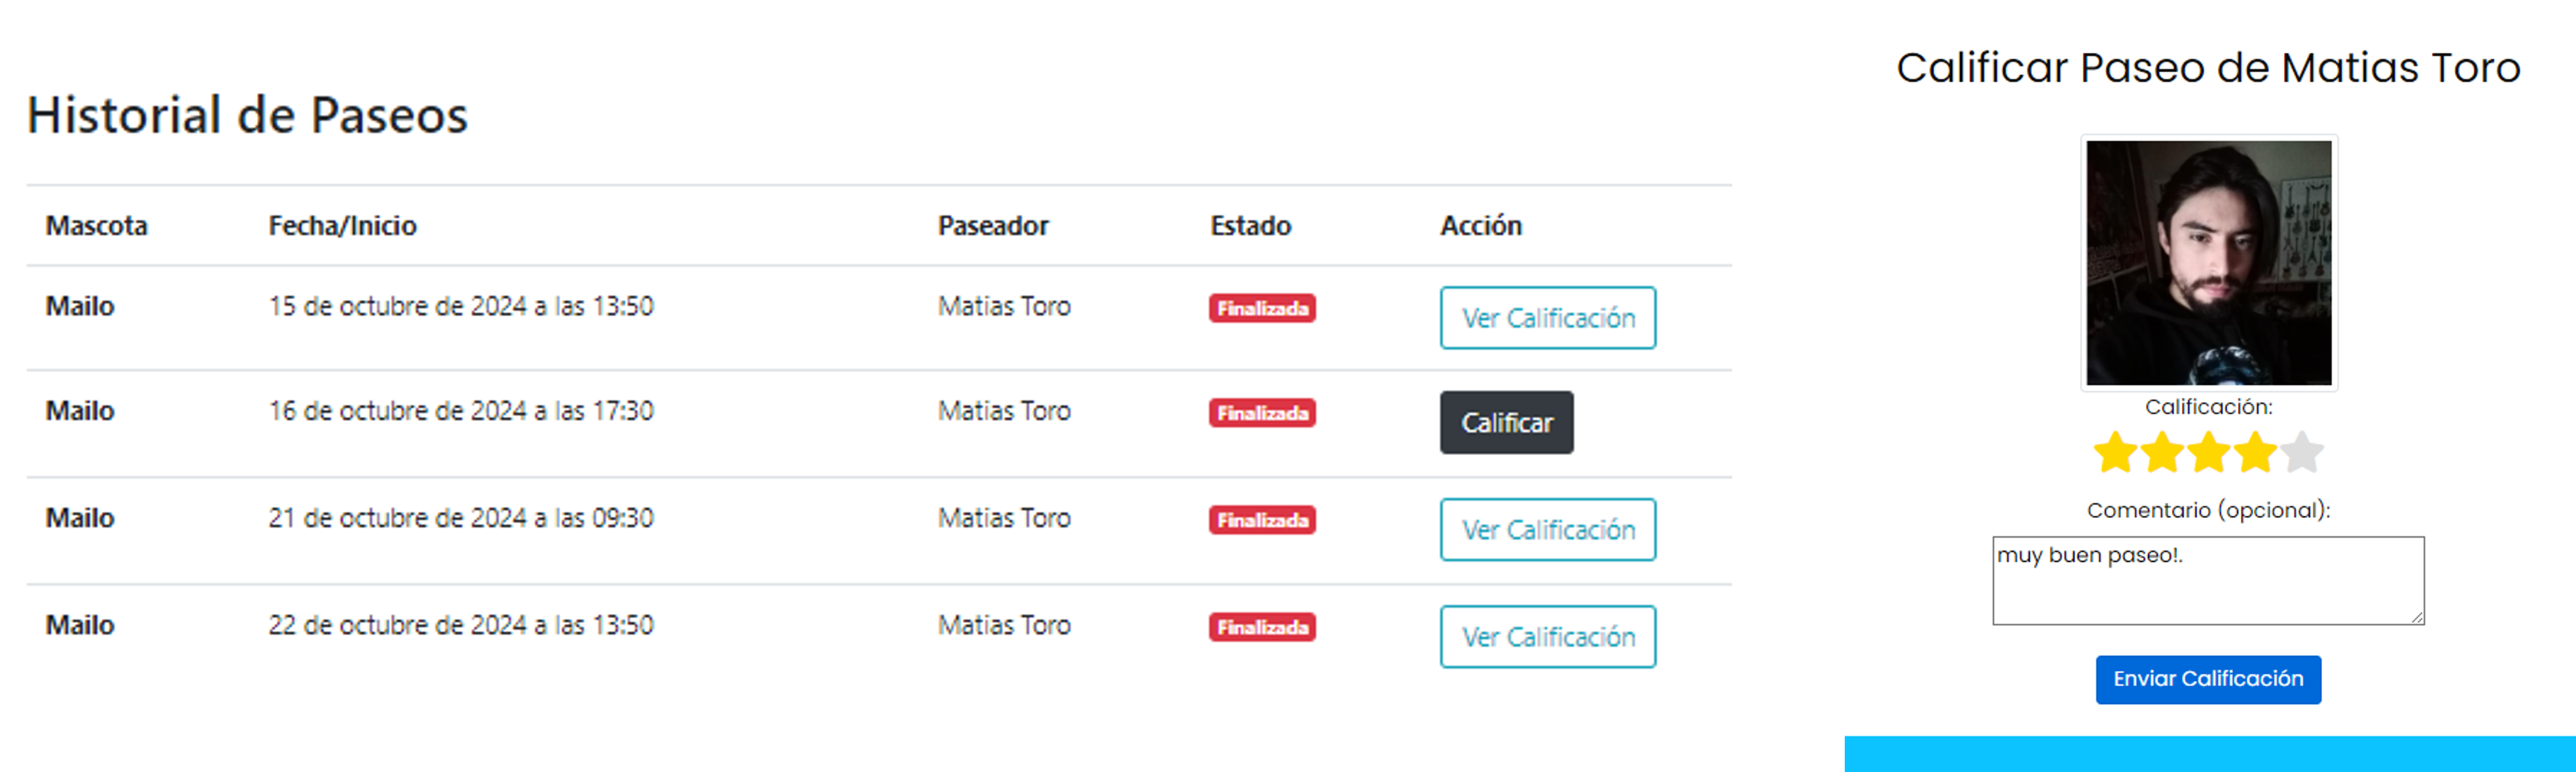 Historial de Paseos
Mascota Fecha/Inicio Paseador Estado Acción
Mailo 15 de octubre de 2024 a las 13:50 Matias Toro Finalizada Ver Calificación
Mailo 16 de octubre de 2024 a las 17:30 Matias Toro Finalizada Calificar
Mailo 21 de octubre de 2024 a las 09:30 Matias Toro Finalizada Ver Calificación
Mailo 22 de octubre de 2024 a las 13:50 Matias Toro Finalizada Ver Calificación
Calificar Paseo de Matias Toro
Calificación:
Comentario (opcional):
muy buen paseo!.
Enviar Calificación